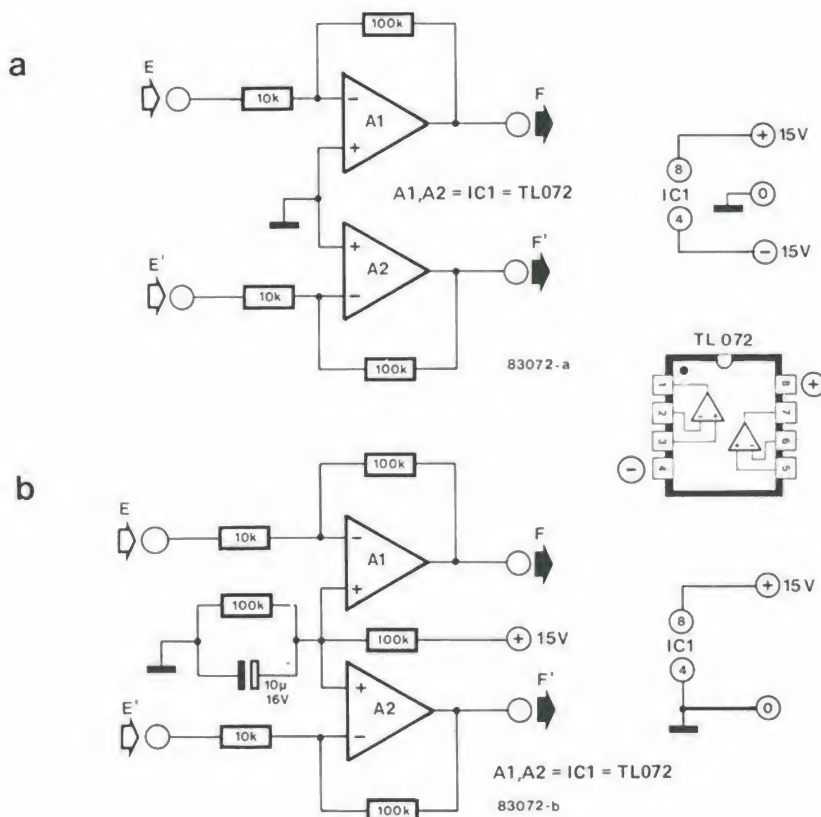 a
E
10k
100k
A1
F
A1,A2 = IC1 = TL072
E'
10k
A2
F'
100k
83072-a
+ 15V
8
IC1
0
4
− 15V
TL 072
1
2
3
4
8
7
6
5
+
−
b
E
10k
100k
A1
F
100k
10µ
16V
100k
+ 15V
E'
10k
A2
F'
100k
A1,A2 = IC1 = TL072
83072-b
+ 15V
8
IC1
4
0